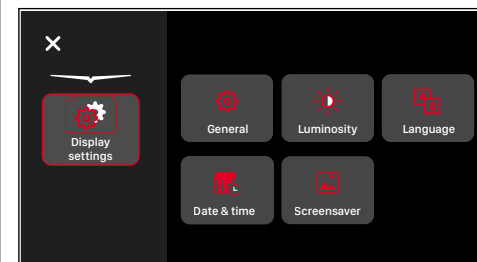 Display
settings
General
Luminosity
Language
Date & time
Screensaver